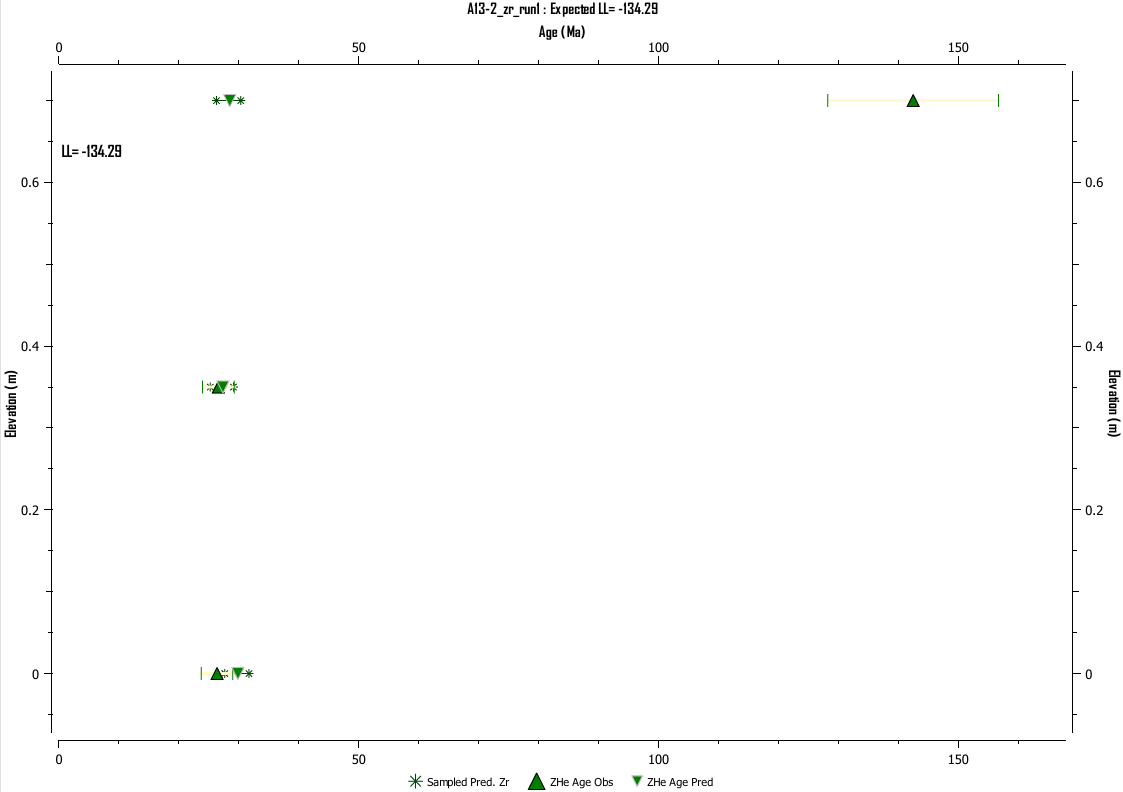 A13-2_zr_run1 : Expected LL= -134.29
Age (Ma)
0 50 100 150
LL= -134.29
0.6 0.6
0.4 0.4
Elevation (m) Elevation (m)
0.2 0.2
0 0
0 50 100 150
Sampled Pred. Zr ZHe Age Obs ZHe Age Pred